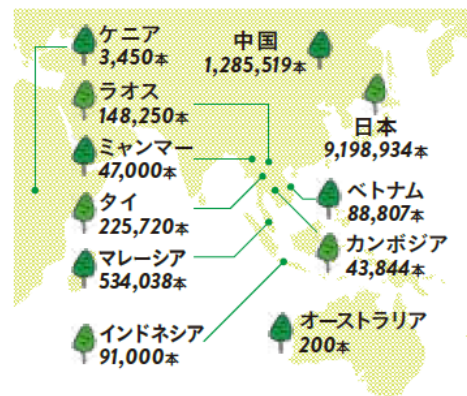 ケニア
3,450本
中国
1,285,519本
ラオス
148,250本
日本
9,198,934本
ミャンマー
47,000本
タイ
225,720本
ベトナム
88,807本
マレーシア
534,038本
カンボジア
43,844本
インドネシア
91,000本
オーストラリア
200本